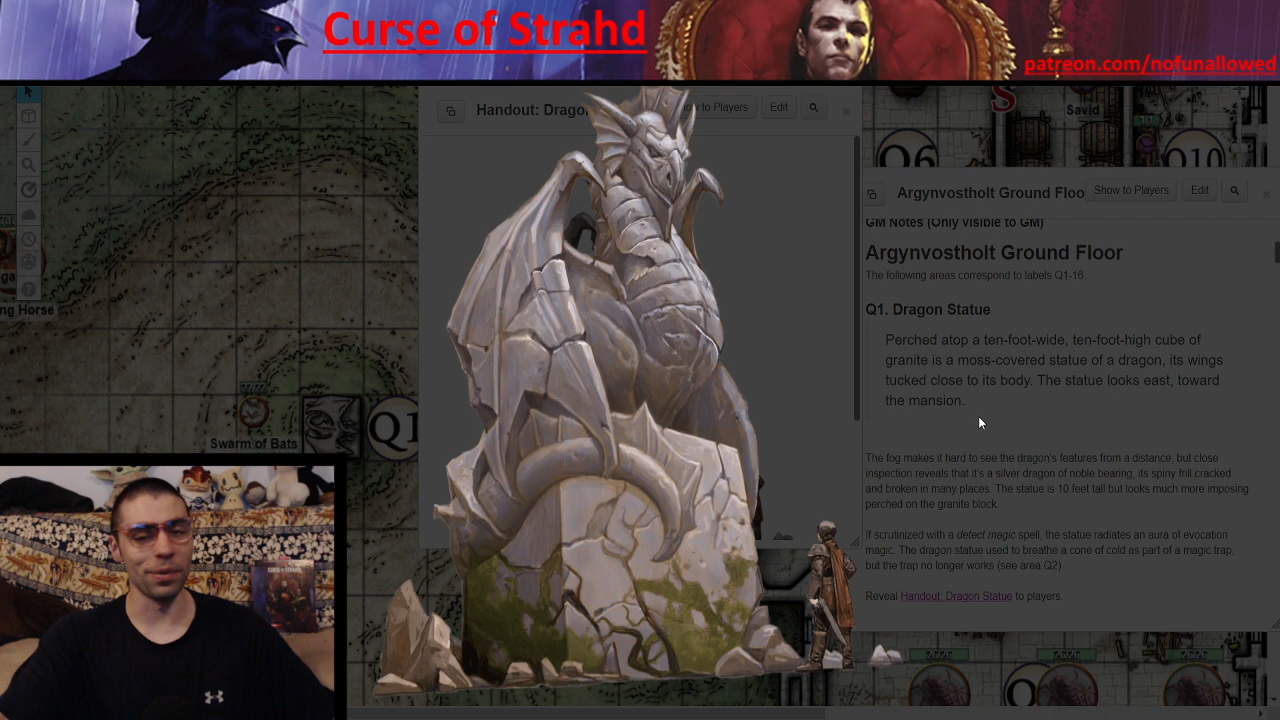 Curse of Strahd
patreon.com/nofunallowed
Handout: Drago
ow to Players
Edit
S
Savid
Q6
Q10
Argynvostholt Ground Floo
Show to Players
Edit
GM Notes (Only visible to GM)
Argynvostholt Ground Floor
The following areas correspond to labels Q1-16.
Q1. Dragon Statue
Perched atop a ten-foot-wide, ten-foot-high cube of
granite is a moss-covered statue of a dragon, its wings
tucked close to its body. The statue looks east, toward
the mansion.
The fog makes it hard to see the dragon's features from a distance, but close
inspection reveals that it's a silver dragon of noble bearing, its spiny frill cracked
and broken in many places. The statue is 10 feet tall but looks much more imposing
perched on the granite block.
If scrutinized with a detect magic spell, the statue radiates an aura of evocation
magic. The dragon statue used to breathe a cone of cold as part of a magic trap,
but the trap no longer works (see area Q2).
Reveal Handout: Dragon Statue to players.
ng Horse
Swarm of Bats
Q1
CURSE OF STRAHD